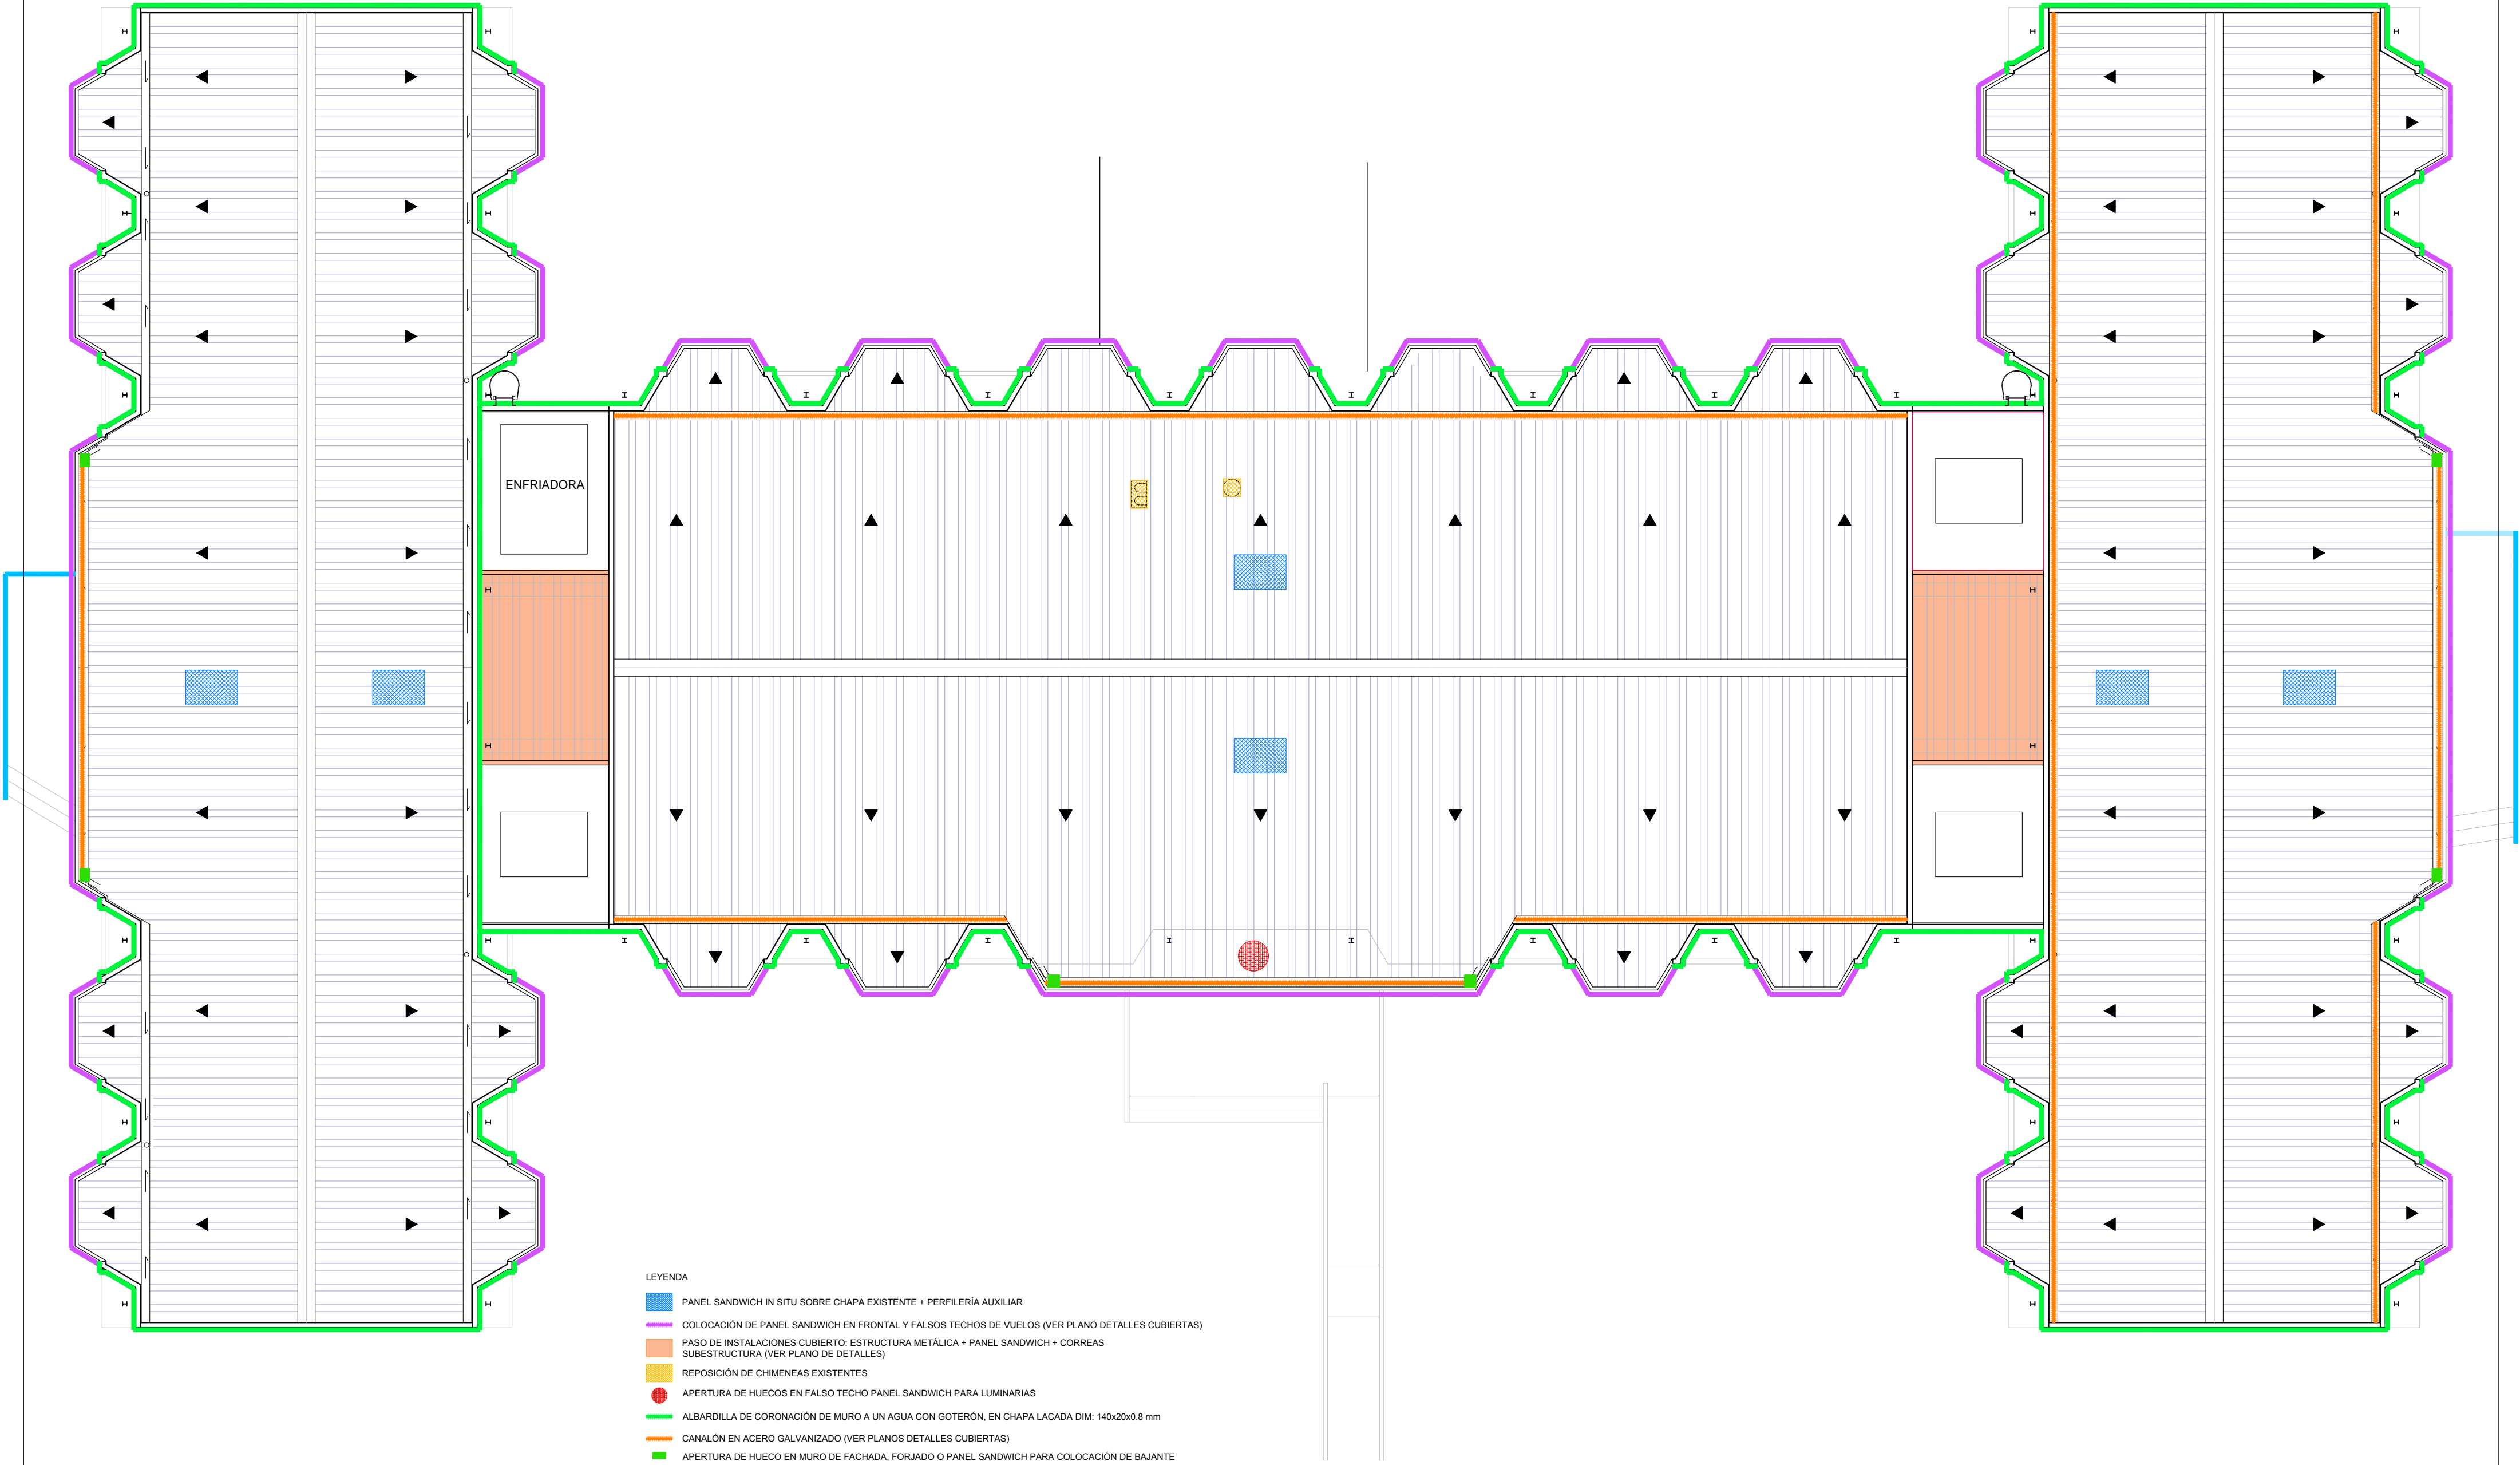 ENFRIADORA
LEYENDA
PANEL SANDWICH IN SITU SOBRE CHAPA EXISTENTE + PERFILERÍA AUXILIAR
COLOCACIÓN DE PANEL SANDWICH EN FRONTAL Y FALSOS TECHOS DE VUELOS (VER PLANO DETALLES CUBIERTAS)
PASO DE INSTALACIONES CUBIERTO: ESTRUCTURA METÁLICA + PANEL SANDWICH + CORREAS
SUBESTRUCTURA (VER PLANO DE DETALLES)
REPOSICIÓN DE CHIMENEAS EXISTENTES
APERTURA DE HUECOS EN FALSO TECHO PANEL SANDWICH PARA LUMINARIAS
ALBARDILLA DE CORONACIÓN DE MURO A UN AGUA CON GOTERÓN, EN CHAPA LACADA DIM: 140x20x0.8 mm
CANALÓN EN ACERO GALVANIZADO (VER PLANOS DETALLES CUBIERTAS)
APERTURA DE HUECO EN MURO DE FACHADA, FORJADO O PANEL SANDWICH PARA COLOCACIÓN DE BAJANTE